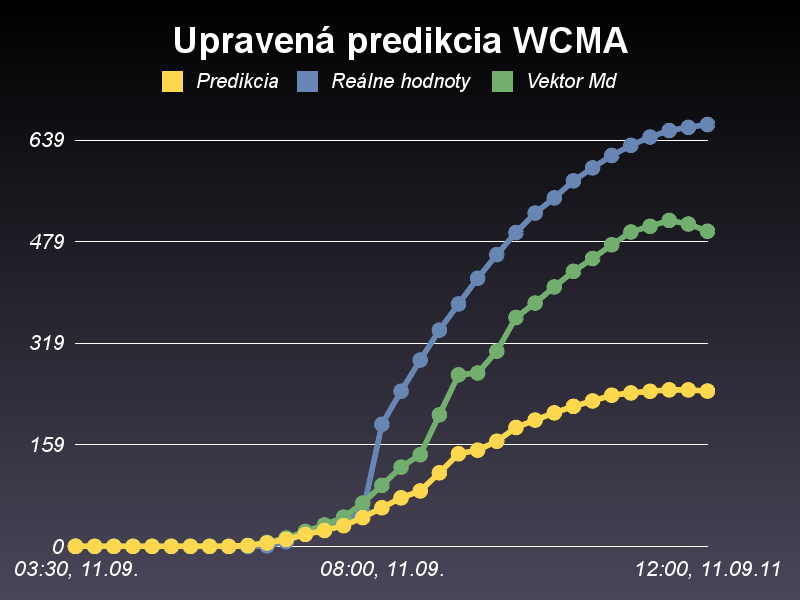 Upravená predikcia WCMA
Predikcia Reálne hodnoty Vektor Md
639
479
319
159
0
03:30, 11.09. 08:00, 11.09. 12:00, 11.09.11